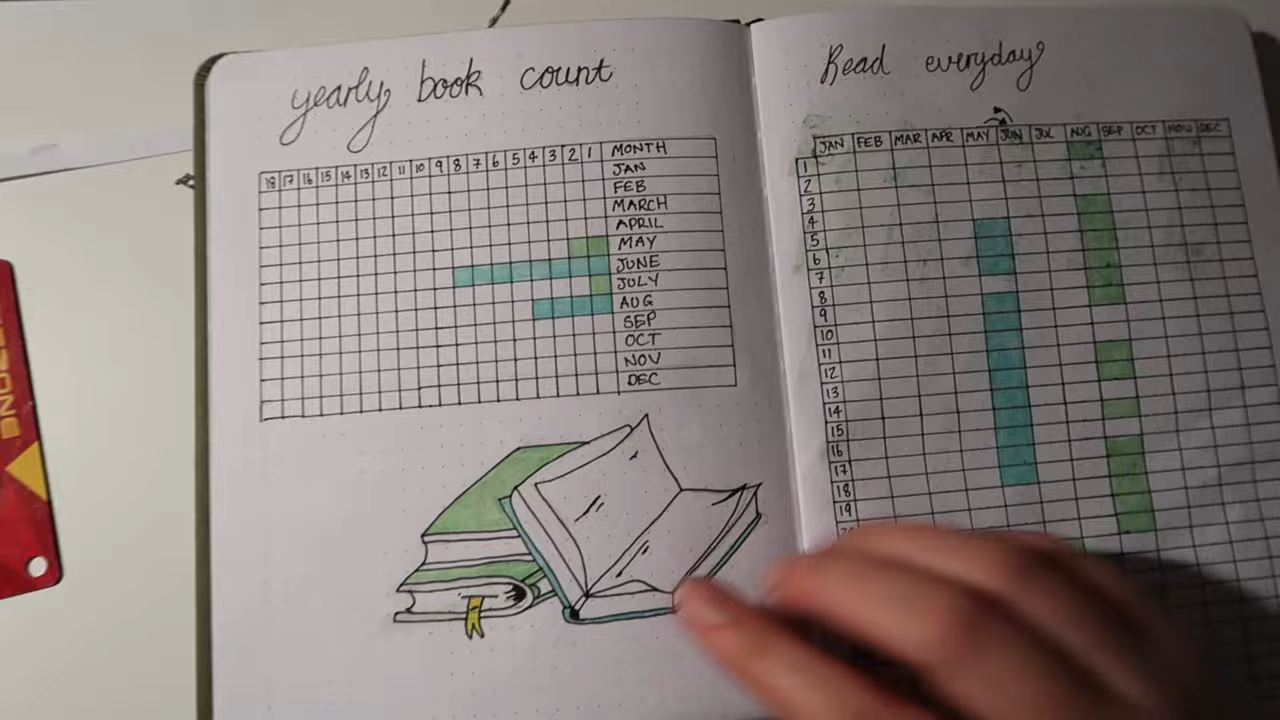 yearly book count
18 17 16 15 14 13 12 11 10 9 8 7 6 5 4 3 2 1 MONTH
JAN
FEB
MARCH
APRIL
MAY
JUNE
JULY
AUG
SEP
OCT
NOV
DEC
Read everyday
JAN FEB MAR APR MAY JUN JUL AUG SEP OCT NOV DEC
1
2
3
4
5
6
7
8
9
10
11
12
13
14
15
16
17
18
19